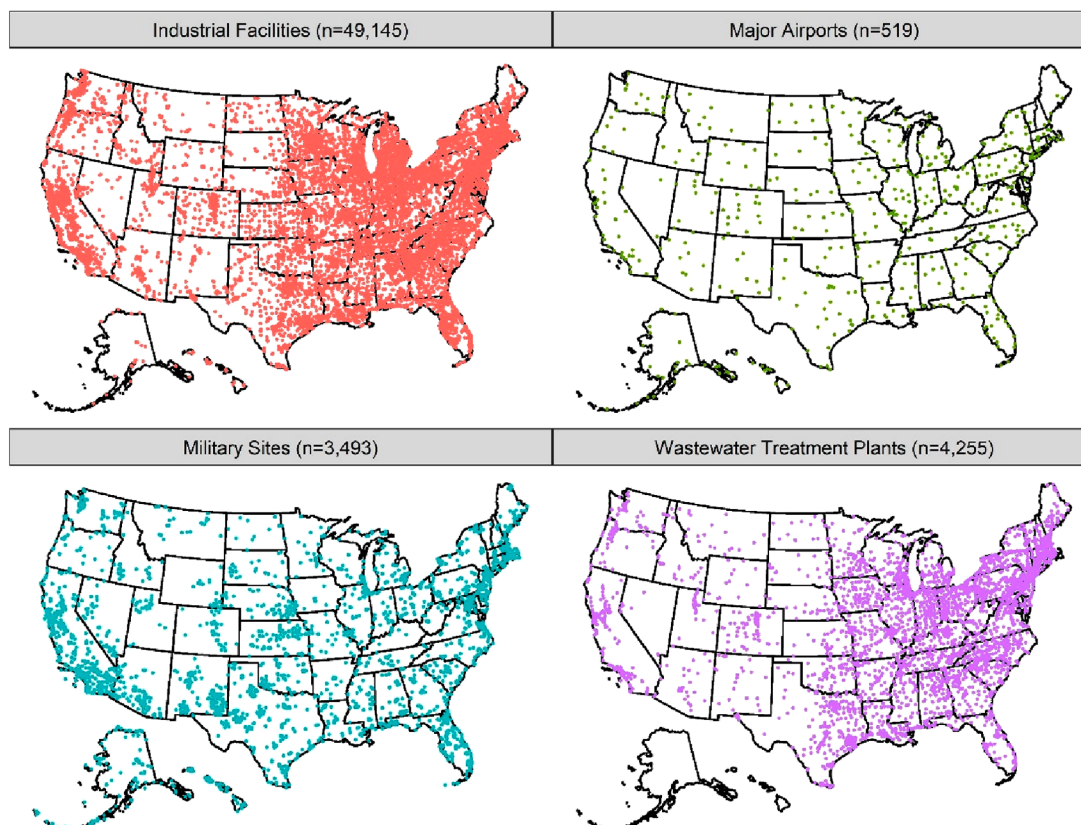 Industrial Facilities (n=49,145)
Major Airports (n=519)
Military Sites (n=3,493)
Wastewater Treatment Plants (n=4,255)